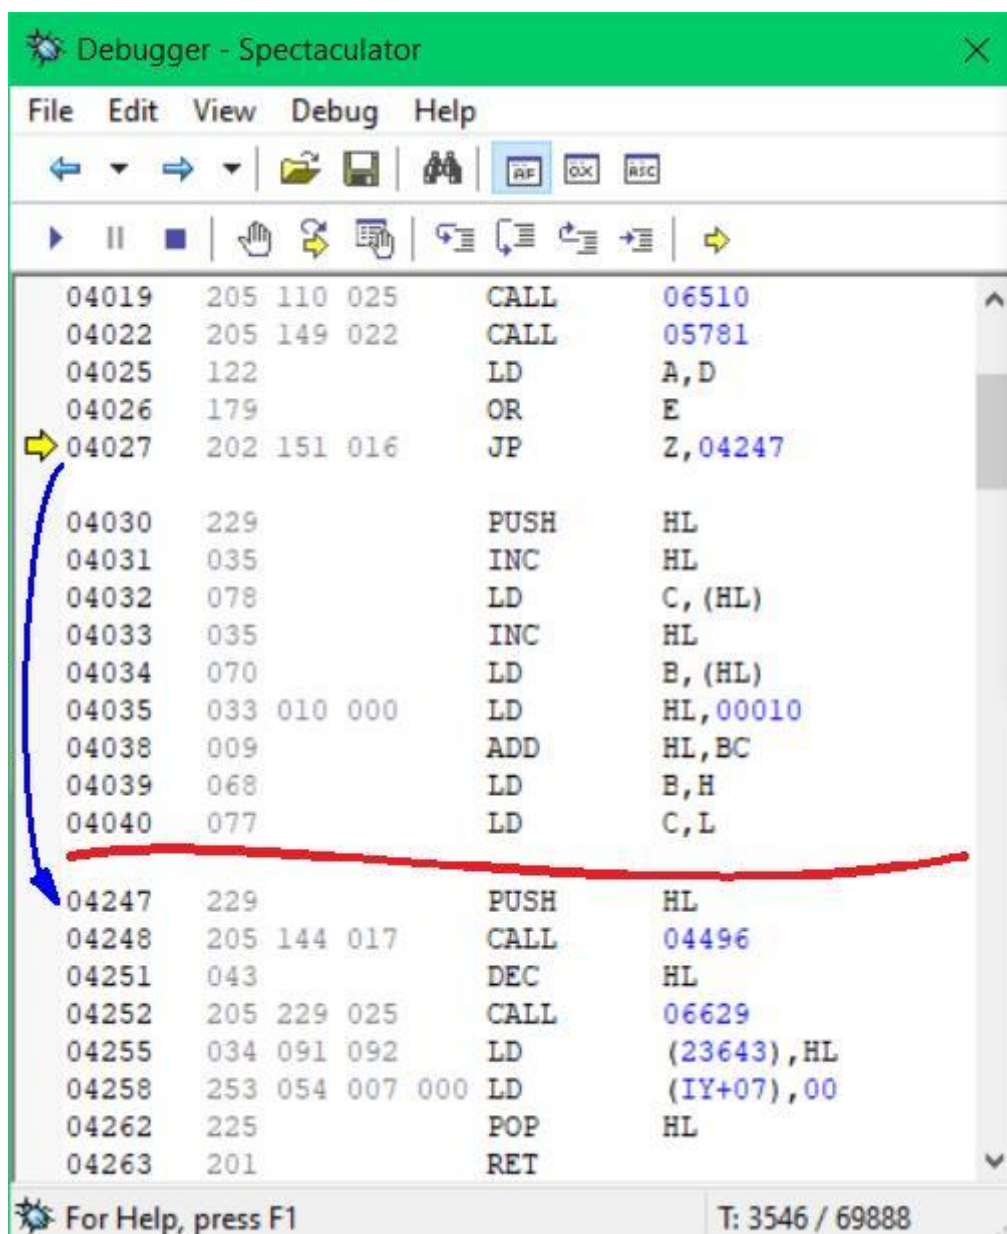 Debugger - Spectaculator
File Edit View Debug Help
AF 0X ASC
04019 205 110 025 CALL 06510
04022 205 149 022 CALL 05781
04025 122 LD A,D
04026 179 OR E
04027 202 151 016 JP Z,04247
04030 229 PUSH HL
04031 035 INC HL
04032 078 LD C,(HL)
04033 035 INC HL
04034 070 LD B,(HL)
04035 033 010 000 LD HL,00010
04038 009 ADD HL,BC
04039 068 LD B,H
04040 077 LD C,L
04247 229 PUSH HL
04248 205 144 017 CALL 04496
04251 043 DEC HL
04252 205 229 025 CALL 06629
04255 034 091 092 LD (23643),HL
04258 253 054 007 000 LD (IY+07),00
04262 225 POP HL
04263 201 RET
For Help, press F1 T: 3546 / 69888